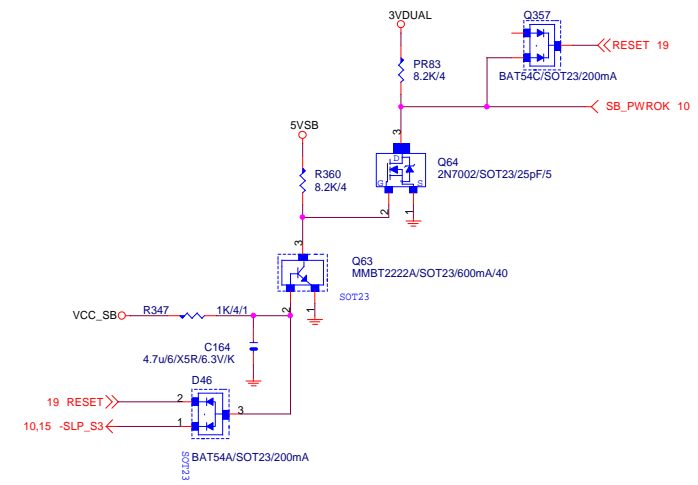 3VDUAL
Q357
RESET 19
PR83
8.2K/4
BAT54C/SOT23/200mA
SB_PWROK 10
5VSB
3
D
G
S
Q64
2N7002/SOT23/25pF/5
R360
8.2K/4
2
1
3
Q63
MMBT2222A/SOT23/600mA/40
SOT23
2
1
VCC_SB
R347
1K/4/1
C164
4.7u/6/X5R/6.3V/K
D46
19 RESET
2
3
10,15 -SLP_S3
1
BAT54A/SOT23/200mA
SOT23